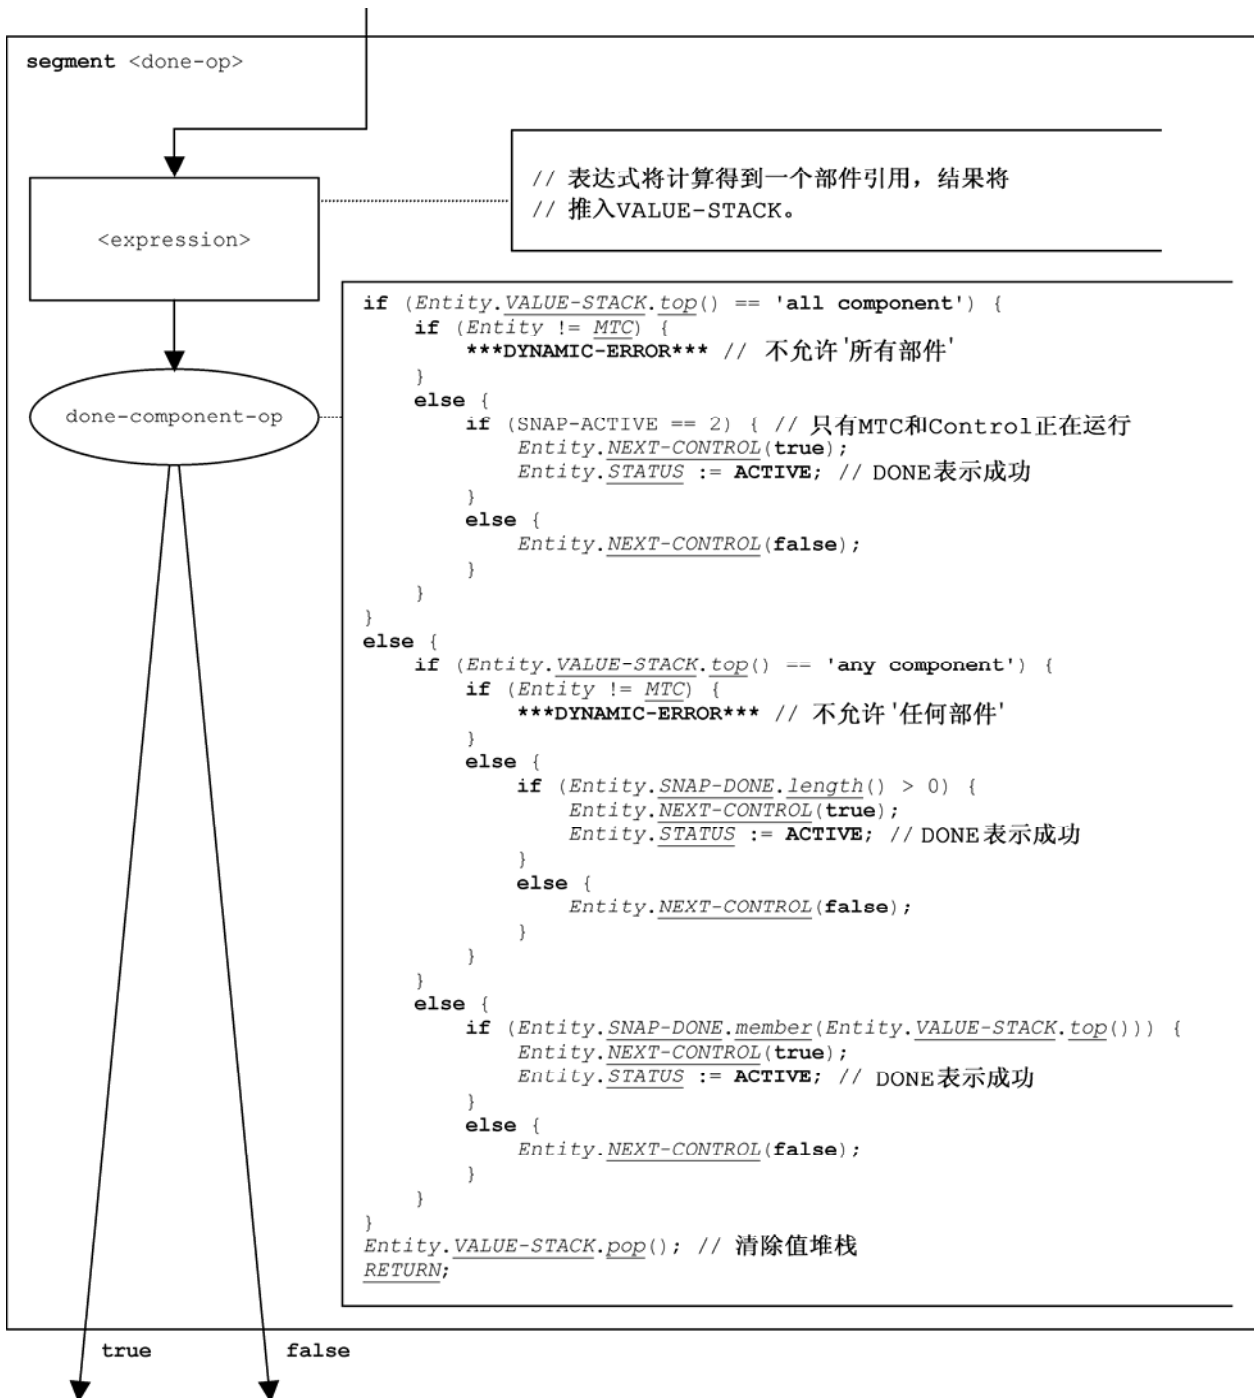 segment <done-op>
// 表达式将计算得到一个部件引用，结果将
// 推入VALUE-STACK。
<expression>
done-component-op
if (Entity.VALUE-STACK.top() == 'all component') {
if (Entity != MTC) {
***DYNAMIC-ERROR*** // 不允许'所有部件'
}
else {
if (SNAP-ACTIVE == 2) { // 只有MTC和Control正在运行
Entity.NEXT-CONTROL(true);
Entity.STATUS := ACTIVE; // DONE表示成功
}
else {
Entity.NEXT-CONTROL(false);
}
}
}
else {
if (Entity.VALUE-STACK.top() == 'any component') {
if (Entity != MTC) {
***DYNAMIC-ERROR*** // 不允许'任何部件'
}
else {
if (Entity.SNAP-DONE.length() > 0) {
Entity.NEXT-CONTROL(true);
Entity.STATUS := ACTIVE; // DONE表示成功
}
else {
Entity.NEXT-CONTROL(false);
}
}
}
else {
if (Entity.SNAP-DONE.member(Entity.VALUE-STACK.top())) {
Entity.NEXT-CONTROL(true);
Entity.STATUS := ACTIVE; // DONE表示成功
}
else {
Entity.NEXT-CONTROL(false);
}
}
}
Entity.VALUE-STACK.pop(); // 清除值堆栈
RETURN;
true
false